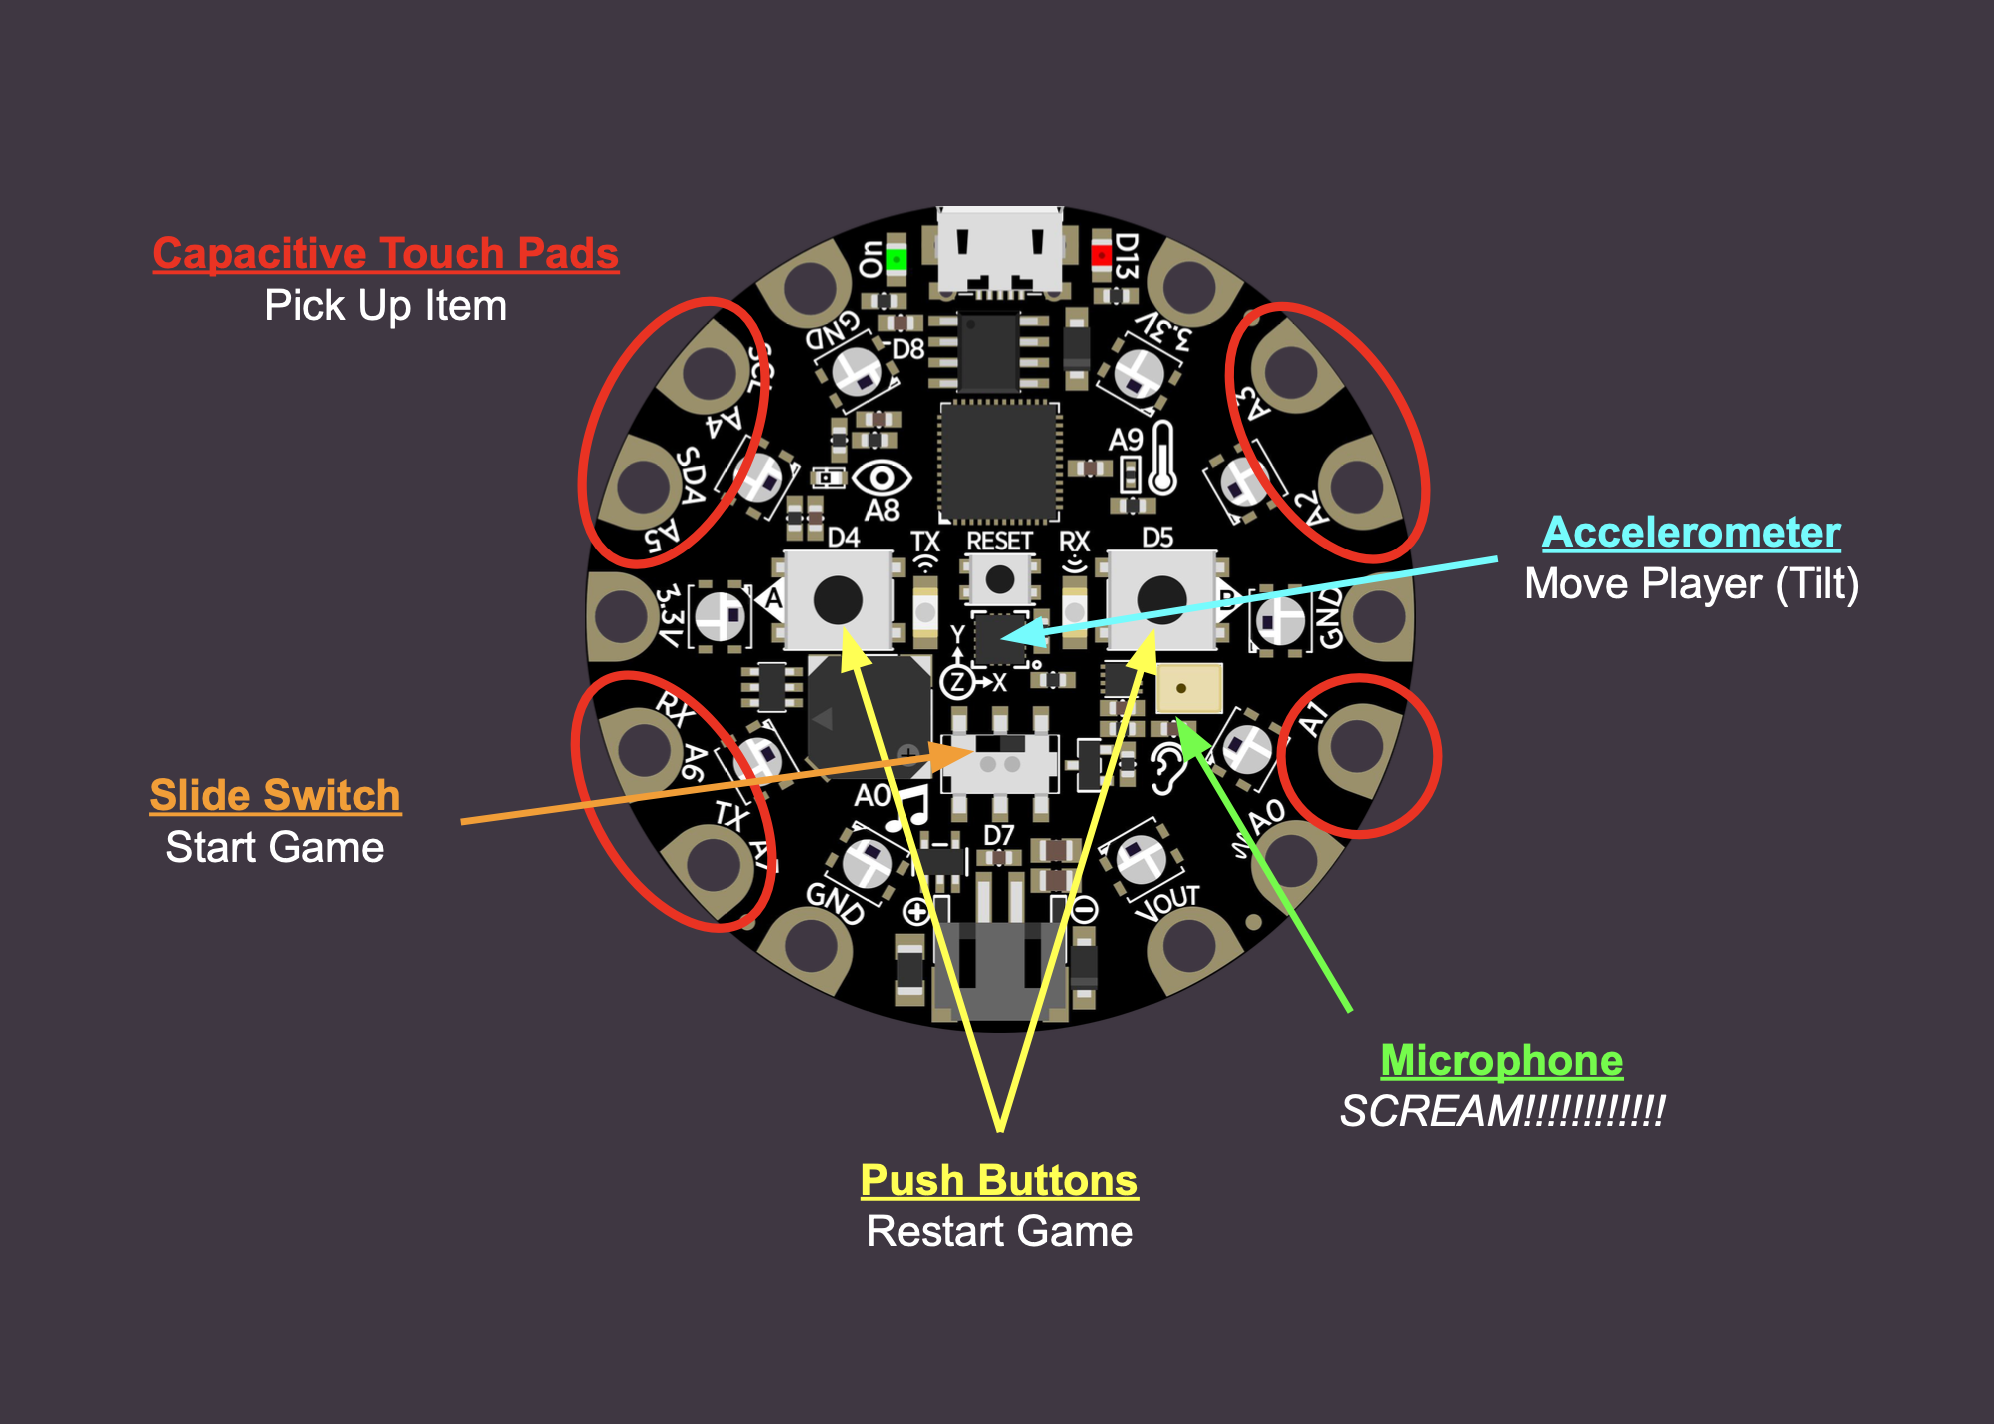 Capacitive Touch Pads
Pick Up Item
On
D13
GND
D8
3.3V
SCL
A4
SDA
A5
A8
A9
A3
A2
D4
TX
RESET
RX
D5
A
B
3.3V
GND
Y
Z
X
Accelerometer
Move Player (Tilt)
RX
A6
TX
A7
A1
A0
Slide Switch
Start Game
A0
D7
GND
+
−
VOUT
Microphone
SCREAM!!!!!!!!!!!!
Push Buttons
Restart Game